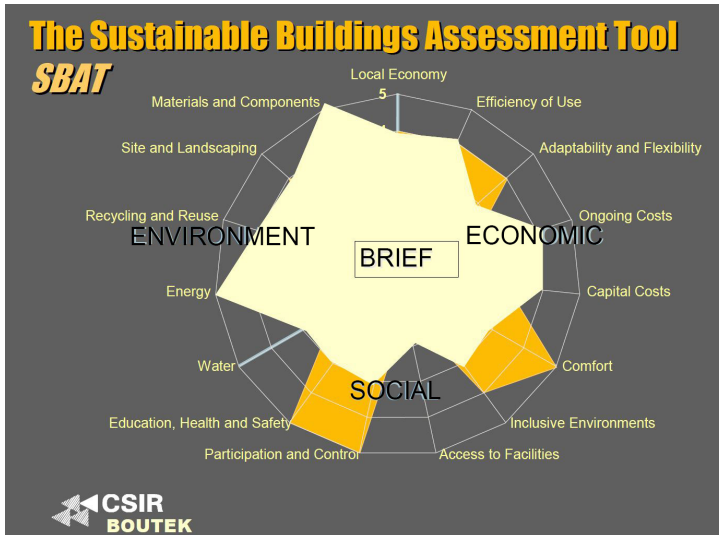 The Sustainable Buildings Assessment Tool
SBAT
Local Economy
5
Materials and Components
Efficiency of Use
Site and Landscaping
Adaptability and Flexibility
Recycling and Reuse
Ongoing Costs
ENVIRONMENT
ECONOMIC
BRIEF
Energy
Capital Costs
Water
Comfort
SOCIAL
Education, Health and Safety
Inclusive Environments
Participation and Control
Access to Facilities
CSIR
BOUTEK